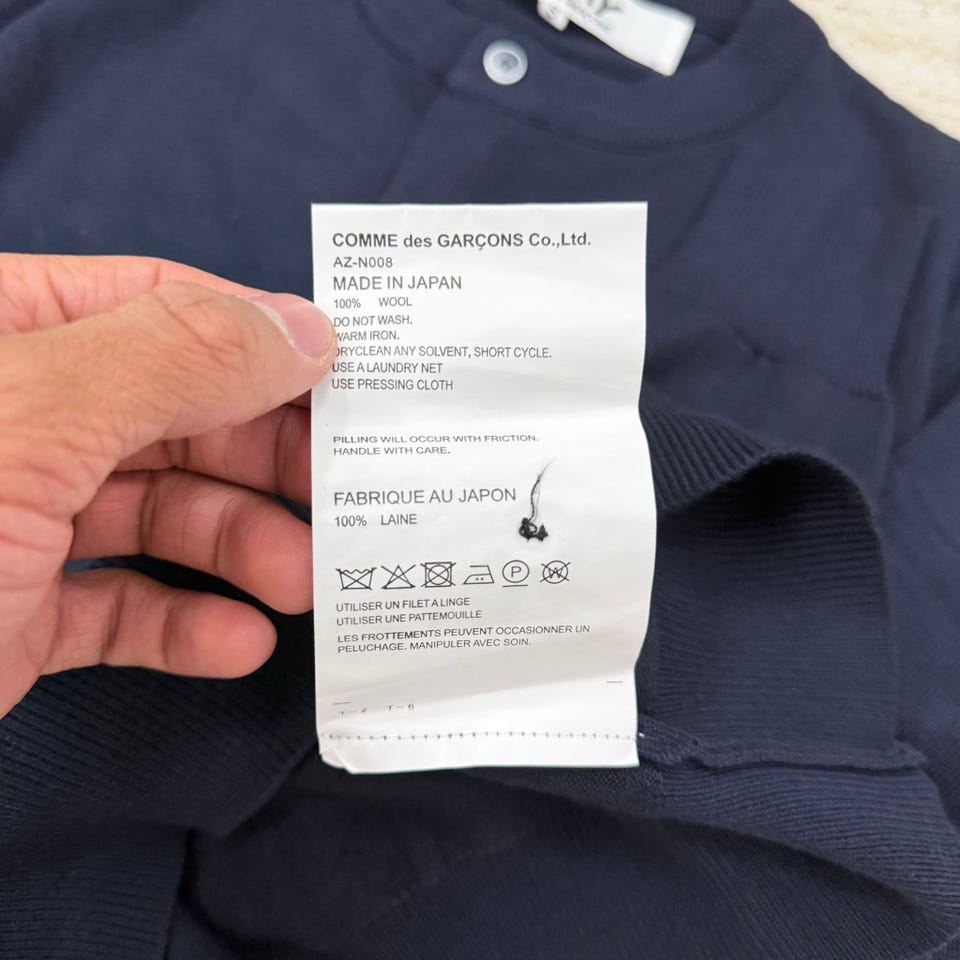 COMME des GARÇONS Co.,Ltd.
AZ-N008
MADE IN JAPAN
100% WOOL
DO NOT WASH.
WARM IRON.
DRYCLEAN ANY SOLVENT, SHORT CYCLE.
USE A LAUNDRY NET
USE PRESSING CLOTH
PILLING WILL OCCUR WITH FRICTION.
HANDLE WITH CARE.
FABRIQUE AU JAPON
100% LAINE
P W
UTILISER UN FILET A LINGE
UTILISER UNE PATTEMOUILLE
LES FROTTEMENTS PEUVENT OCCASIONNER UN
PELUCHAGE. MANIPULER AVEC SOIN.
T-2 T-6